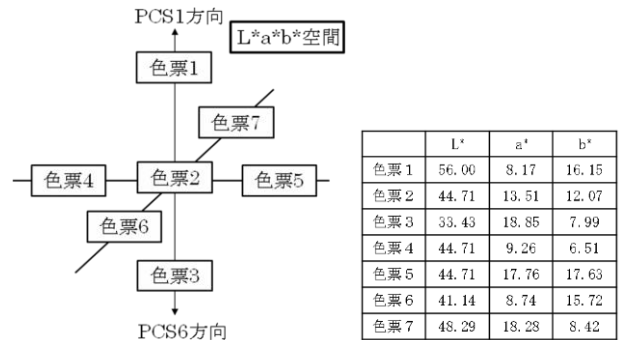 PCS1方向
L*a*b*空間
色票1
色票7
色票4 色票2 色票5
色票6
色票3
PCS6方向
L* a* b*
色票1 56.00 8.17 16.15
色票2 44.71 13.51 12.07
色票3 33.43 18.85 7.99
色票4 44.71 9.26 6.51
色票5 44.71 17.76 17.63
色票6 41.14 8.74 15.72
色票7 48.29 18.28 8.42